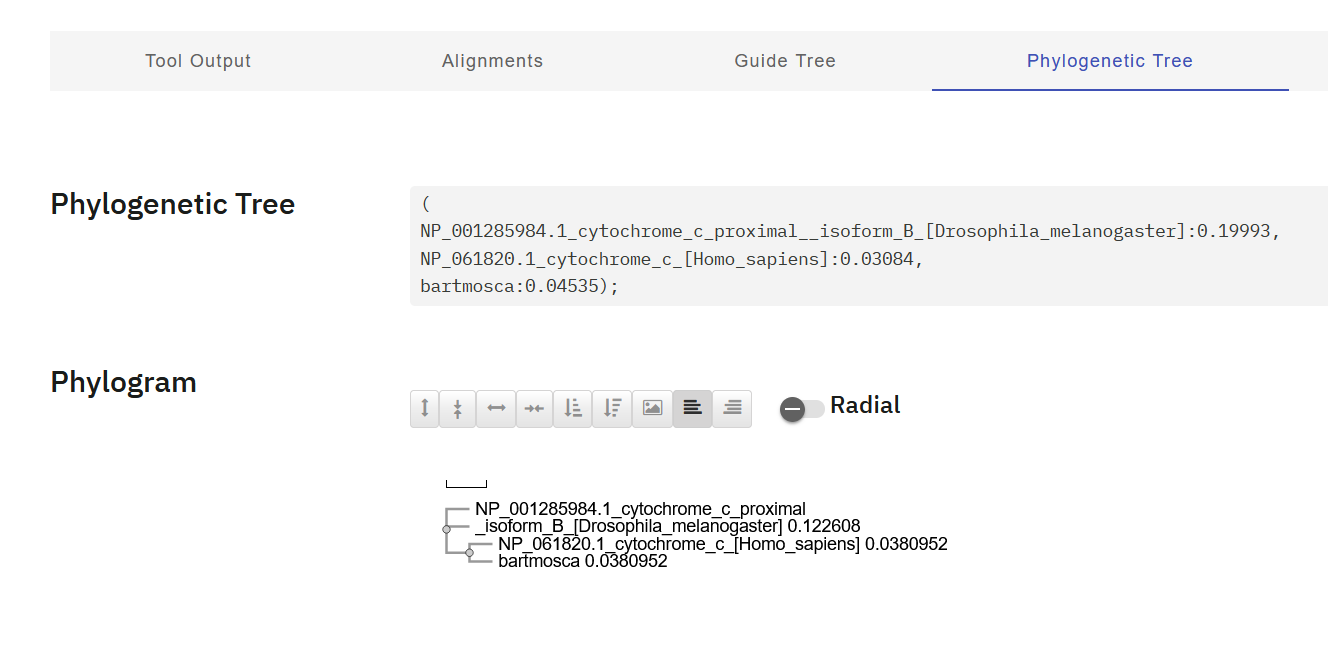 Tool Output Alignments Guide Tree Phylogenetic Tree
Phylogenetic Tree
(
NP_001285984.1_cytochrome_c_proximal__isoform_B_[Drosophila_melanogaster]:0.19993,
NP_061820.1_cytochrome_c_[Homo_sapiens]:0.03084,
bartmosca:0.04535);
Phylogram
Radial
NP_001285984.1_cytochrome_c_proximal
_isoform_B_[Drosophila_melanogaster] 0.122608
NP_061820.1_cytochrome_c_[Homo_sapiens] 0.0380952
bartmosca 0.0380952